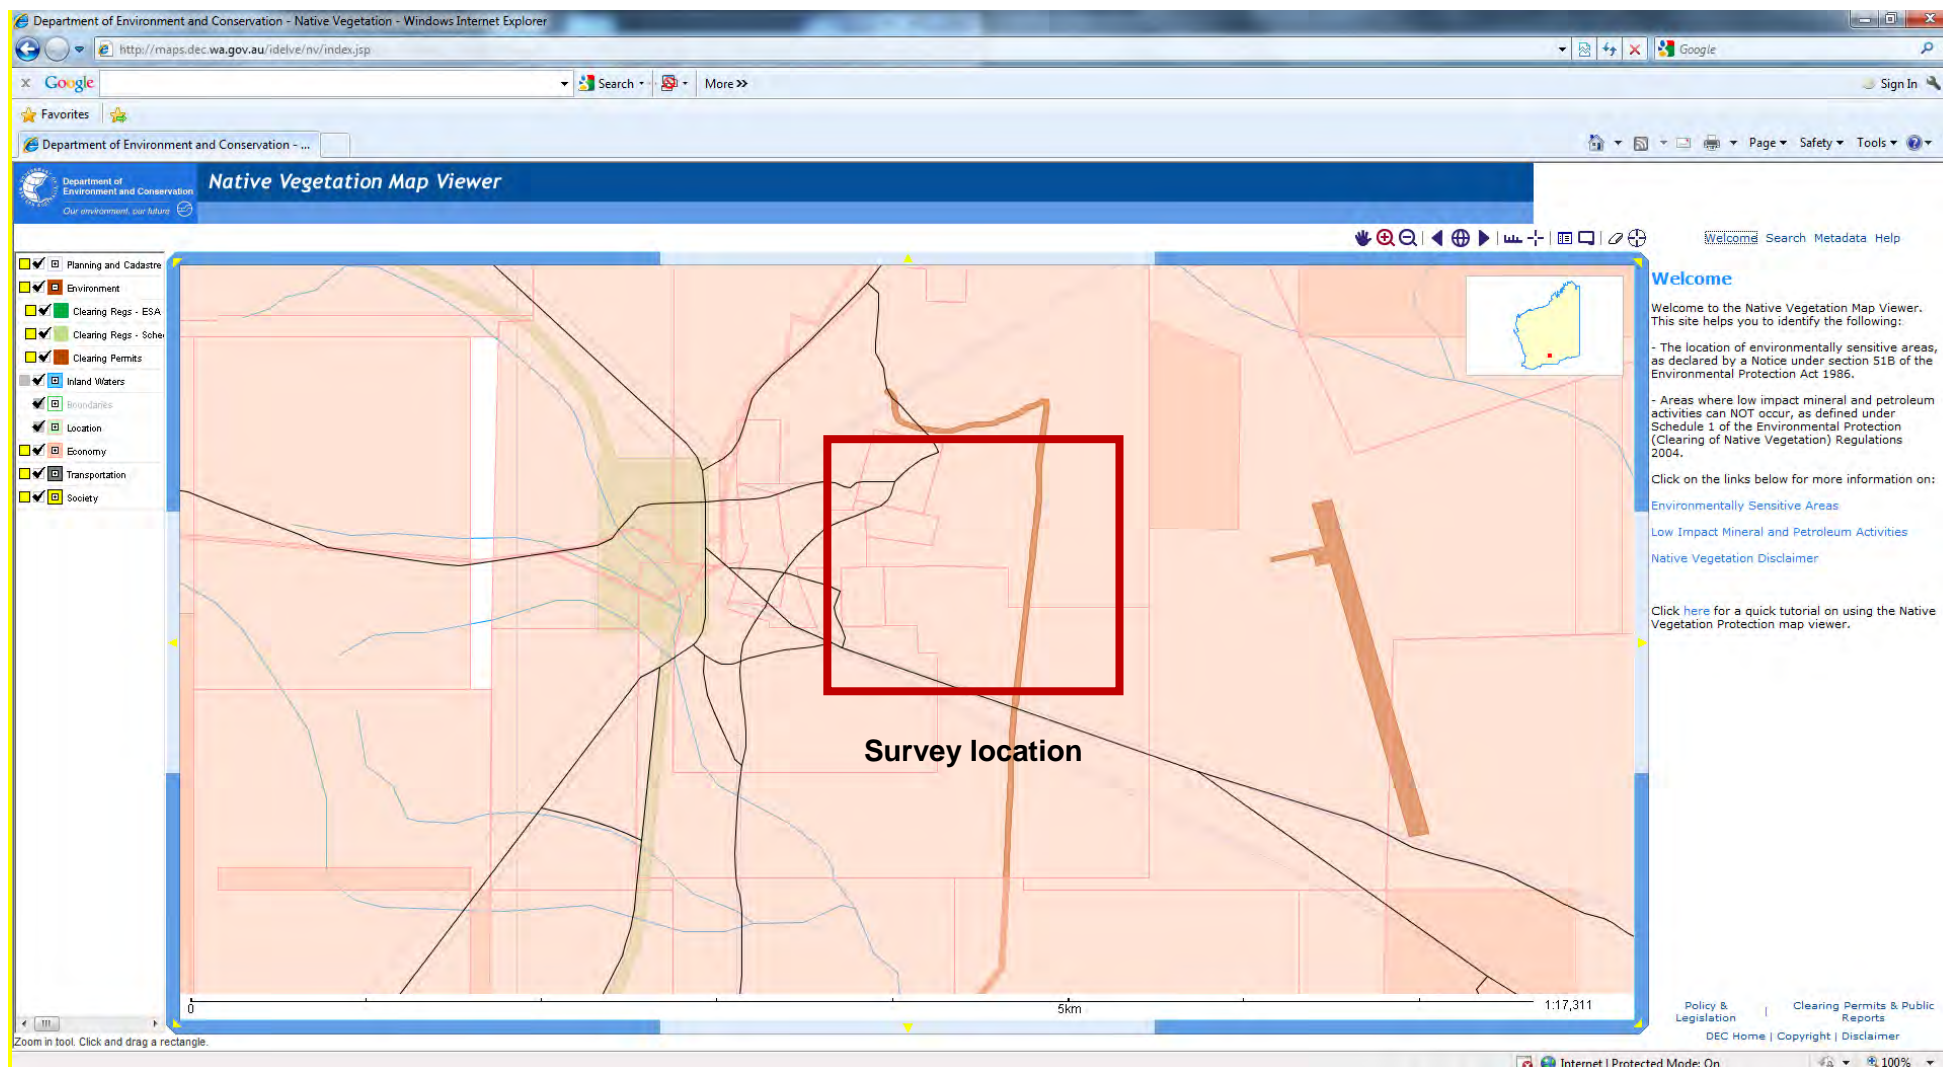 Department of Environment and Conservation - Native Vegetation - Windows Internet Explorer
http://maps.dec.wa.gov.au/idelve/nv/index.jsp
Google
x Google
Search
More >>
Sign In
Favorites
Department of Environment and Conservation - ...
Page Safety Tools
Department of
Environment and Conservation
Our environment, our future
Native Vegetation Map Viewer
Welcome Search Metadata Help
Planning and Cadastre
Environment
Clearing Regs - ESA
Clearing Regs - Sche
Clearing Permits
Inland Waters
Boundaries
Location
Economy
Transportation
Society
Survey location
0
5km
1:17,311
Welcome
Welcome to the Native Vegetation Map Viewer.
This site helps you to identify the following:
- The location of environmentally sensitive areas,
as declared by a Notice under section 51B of the
Environmental Protection Act 1986.
- Areas where low impact mineral and petroleum
activities can NOT occur, as defined under
Schedule 1 of the Environmental Protection
(Clearing of Native Vegetation) Regulations
2004.
Click on the links below for more information on:
Environmentally Sensitive Areas
Low Impact Mineral and Petroleum Activities
Native Vegetation Disclaimer
Click here for a quick tutorial on using the Native
Vegetation Protection map viewer.
Policy &
Legislation
|
Clearing Permits & Public
Reports
DEC Home | Copyright | Disclaimer
Zoom in tool. Click and drag a rectangle.
Internet | Protected Mode: On
100%